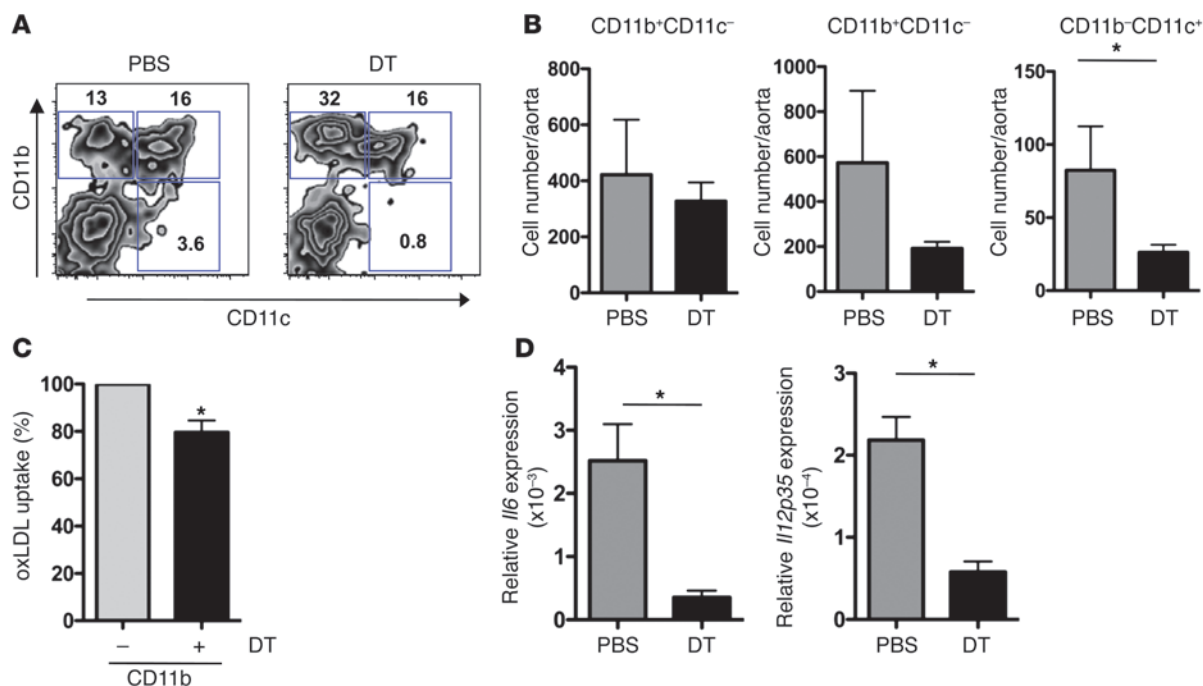 A
PBS
DT
13
16
32
16
3.6
0.8
CD11b
CD11c
B
CD11b⁺CD11c⁻
CD11b⁺CD11c⁻
CD11b⁻CD11c⁺
Cell number/aorta
800
600
400
200
0
PBS
DT
Cell number/aorta
1000
800
600
400
200
0
PBS
DT
Cell number/aorta
150
100
50
0
*
PBS
DT
C
oxLDL uptake (%)
100
80
40
60
20
80
0
*
–
+
DT
CD11b
D
Relative Il6 expression
(x10⁻³)
4
3
2
1
0
*
PBS
DT
Relative Il12p35 expression
(x10⁻⁴)
3
2
1
0
*
PBS
DT